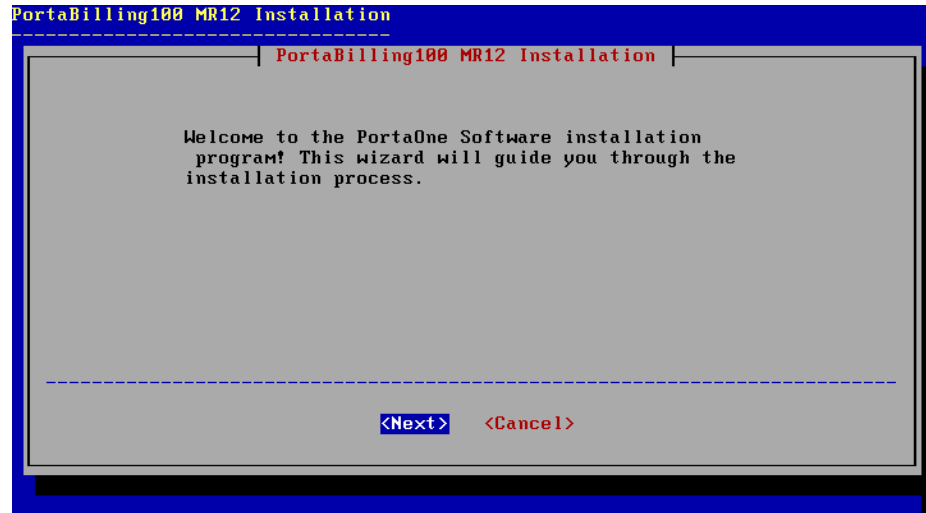 PortaBilling100 MR12 Installation
PortaBilling100 MR12 Installation
Welcome to the PortaOne Software installation
program! This wizard will guide you through the
installation process.
<Next> <Cancel>